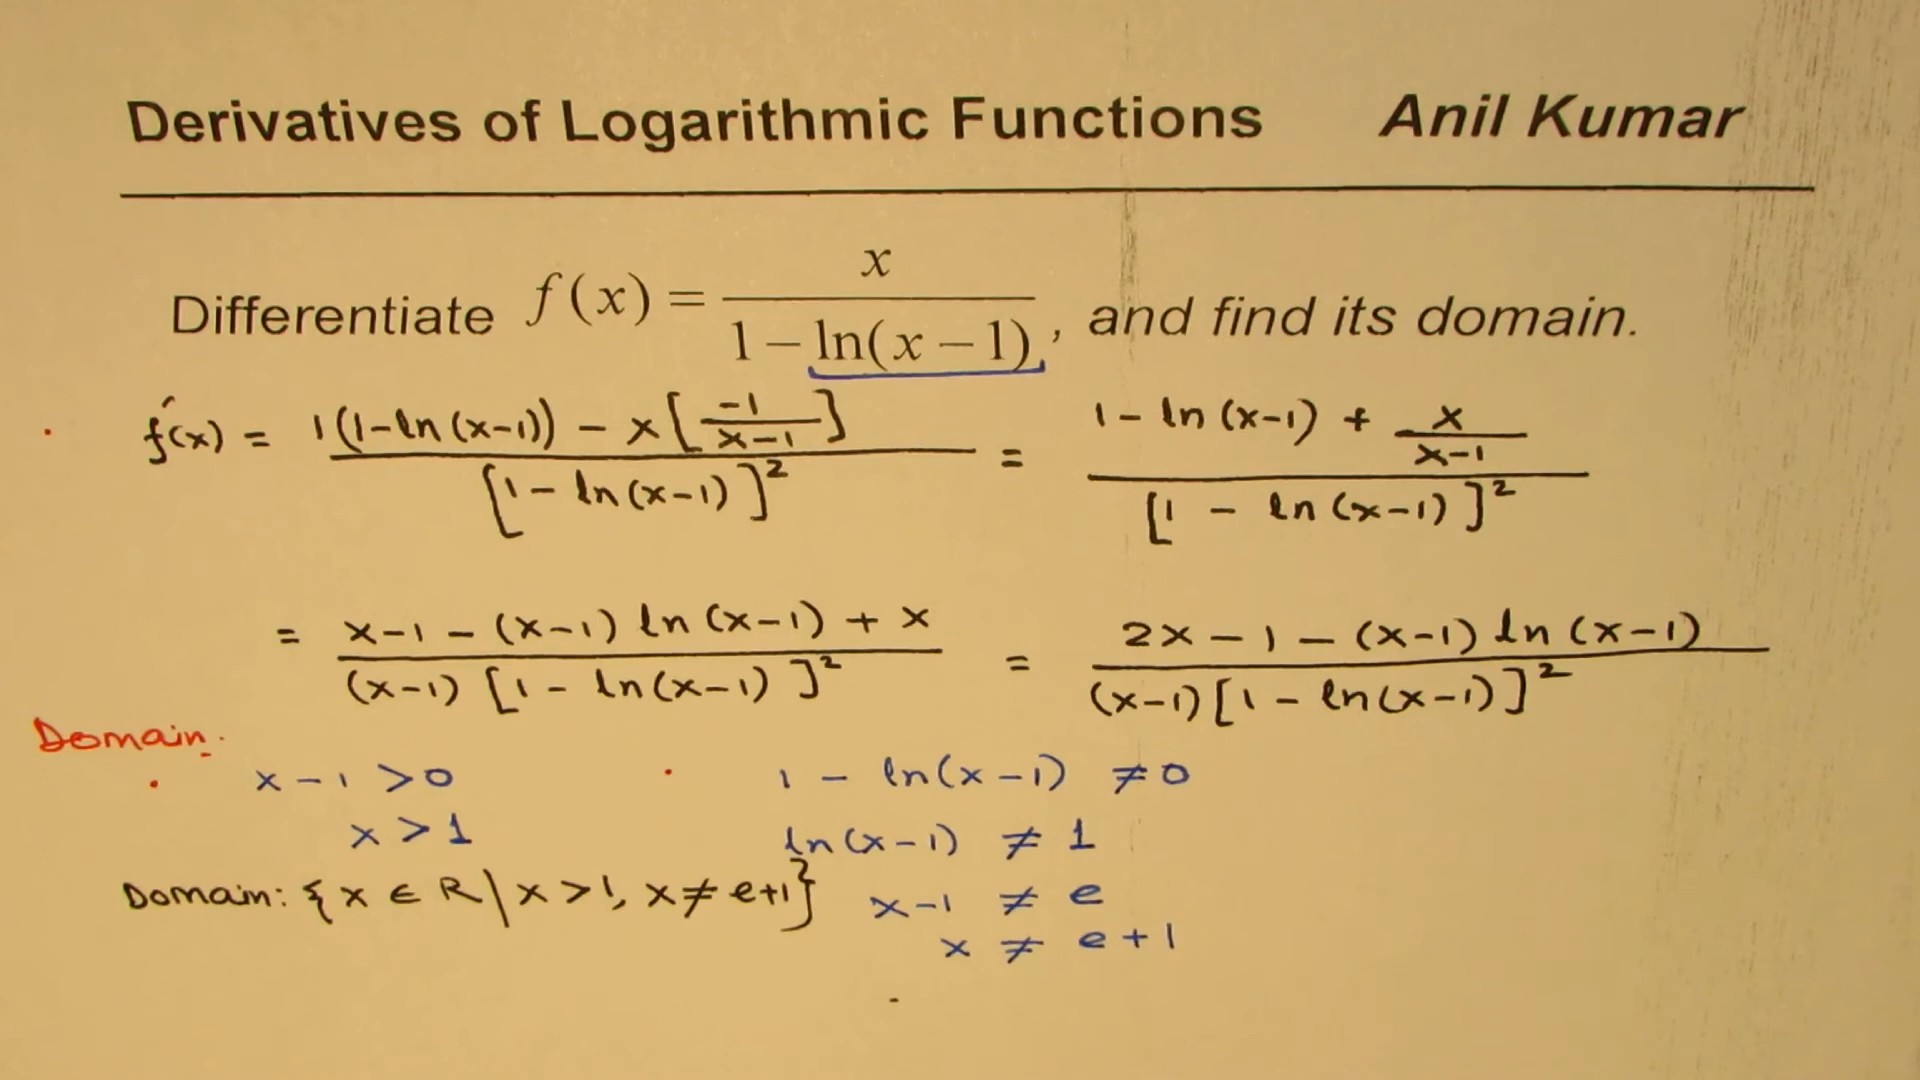 Derivatives of Logarithmic Functions Anil Kumar
Differentiate f(x) = x / (1 − ln(x − 1)), and find its domain.
f'(x) = 1(1-ln(x-1)) - x[-1/(x-1)] / [1 - ln(x-1)]² = 1 - ln(x-1) + x/(x-1) / [1 - ln(x-1)]²
= x-1 - (x-1) ln(x-1) + x / (x-1) [1 - ln(x-1)]² = 2x - 1 - (x-1) ln(x-1) / (x-1)[1 - ln(x-1)]²
Domain.
x - 1 > 0 1 - ln(x-1) ≠ 0
x > 1 ln(x-1) ≠ 1
Domain: {x ∈ R | x > 1, x ≠ e+1} x-1 ≠ e
x ≠ e + 1